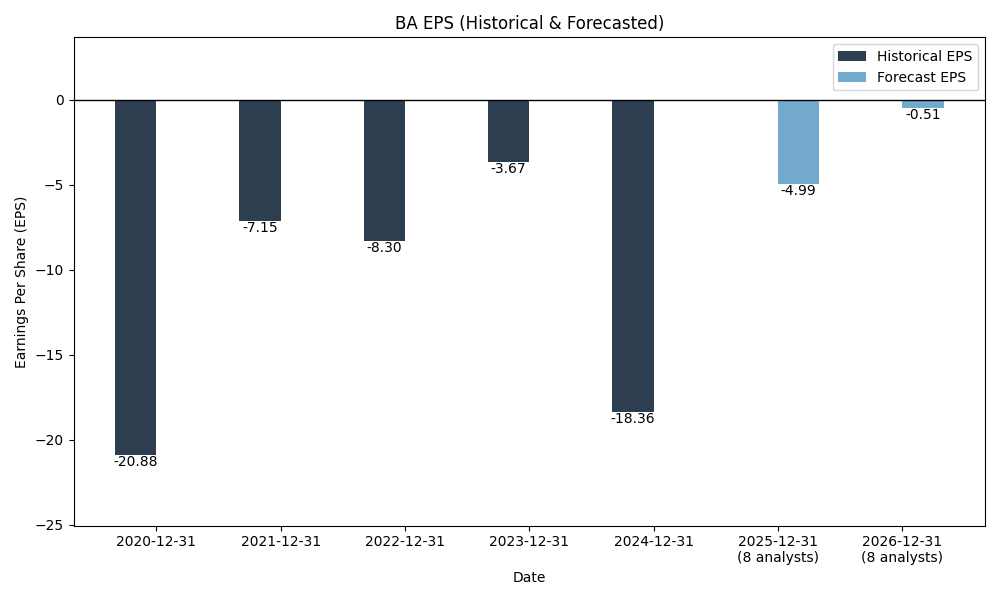 BA EPS (Historical & Forecasted)
Historical EPS
Forecast EPS
0
−5
−10
−15
−20
−25
Earnings Per Share (EPS)
-20.88
-7.15
-8.30
-3.67
-18.36
-4.99
-0.51
2020-12-31
2021-12-31
2022-12-31
2023-12-31
2024-12-31
2025-12-31
(8 analysts)
2026-12-31
(8 analysts)
Date